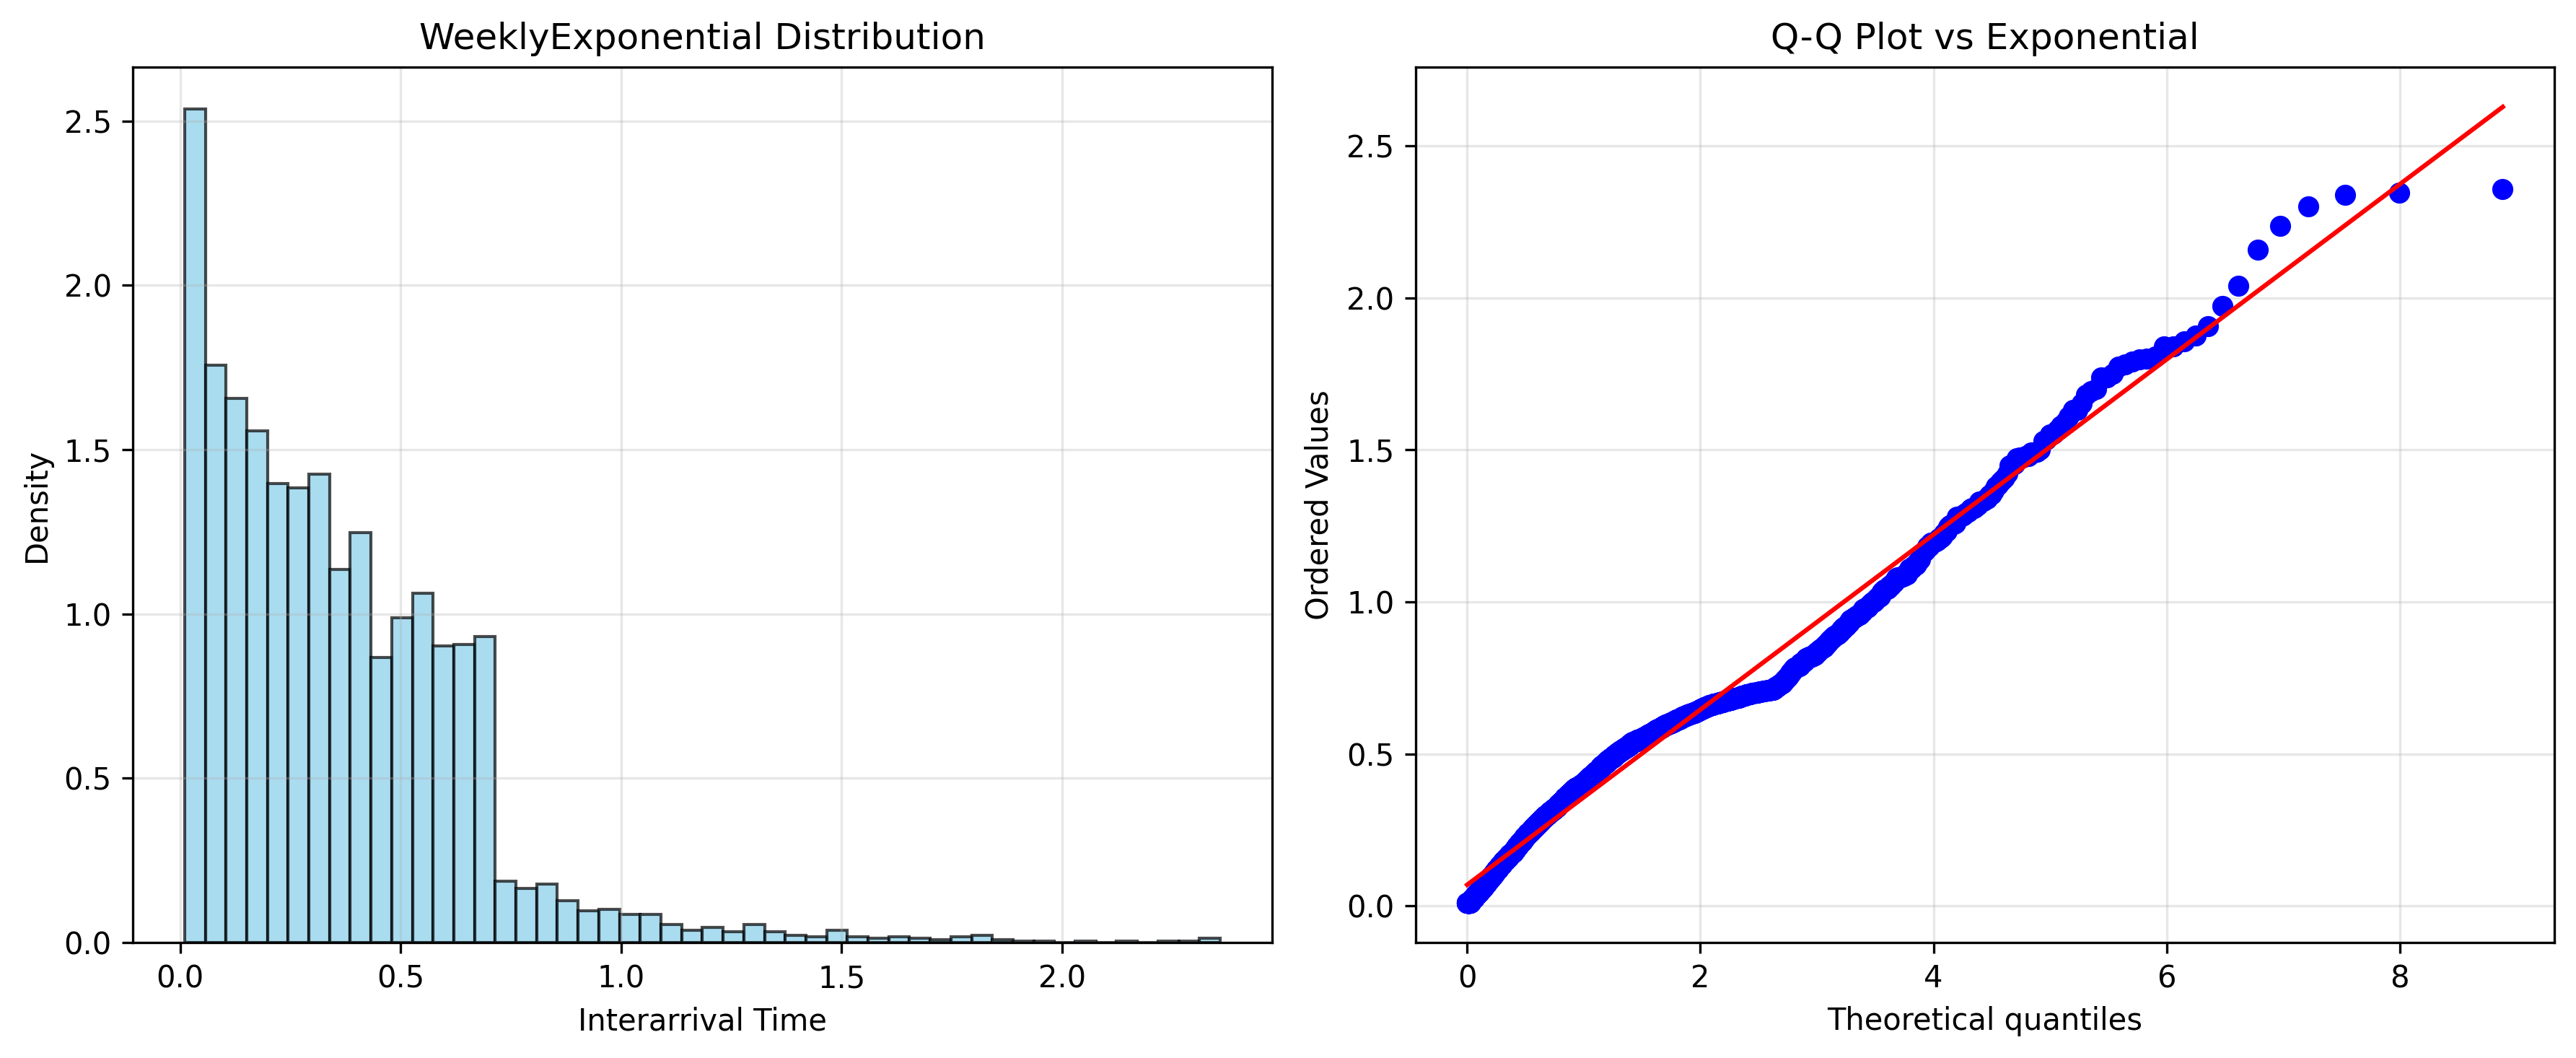 WeeklyExponential Distribution
2.5
2.0
1.5
1.0
0.5
0.0
Density
0.0 0.5 1.0 1.5 2.0
Interarrival Time
Q-Q Plot vs Exponential
2.5
2.0
1.5
1.0
0.5
0.0
Ordered Values
0 2 4 6 8
Theoretical quantiles